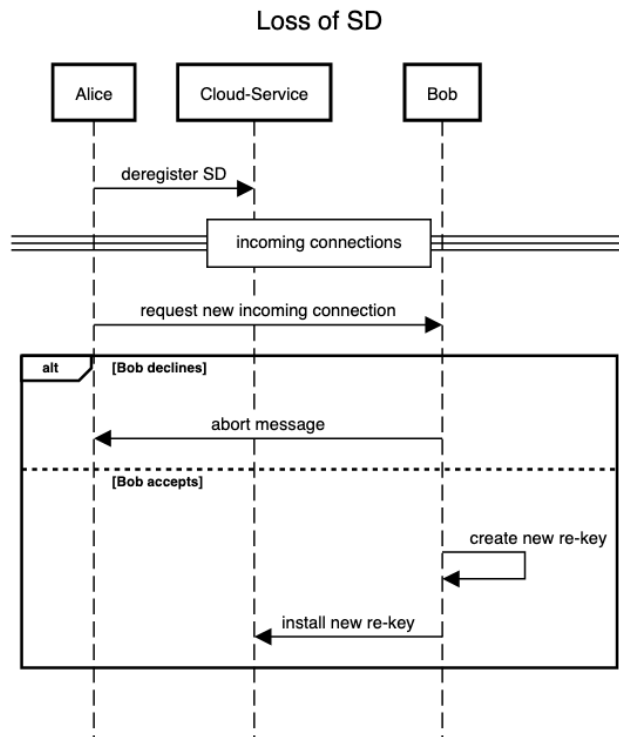 Loss of SD
Alice
Cloud-Service
Bob
deregister SD
incoming connections
request new incoming connection
alt
[Bob declines]
abort message
[Bob accepts]
create new re-key
install new re-key